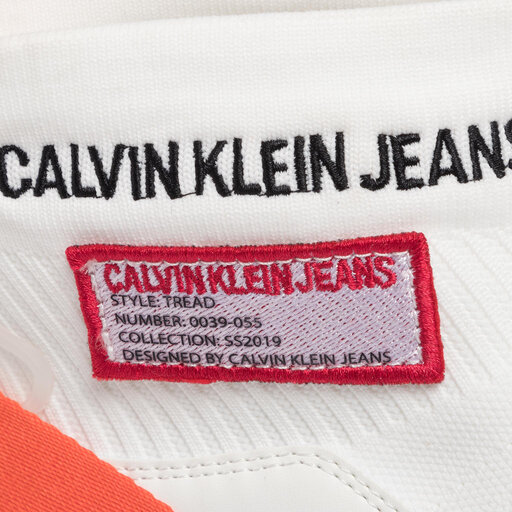 CALVIN KLEIN JEANS
CALVIN KLEIN JEANS
STYLE: TREAD
NUMBER: 0039-055
COLLECTION: SS2019
DESIGNED BY CALVIN KLEIN JEANS